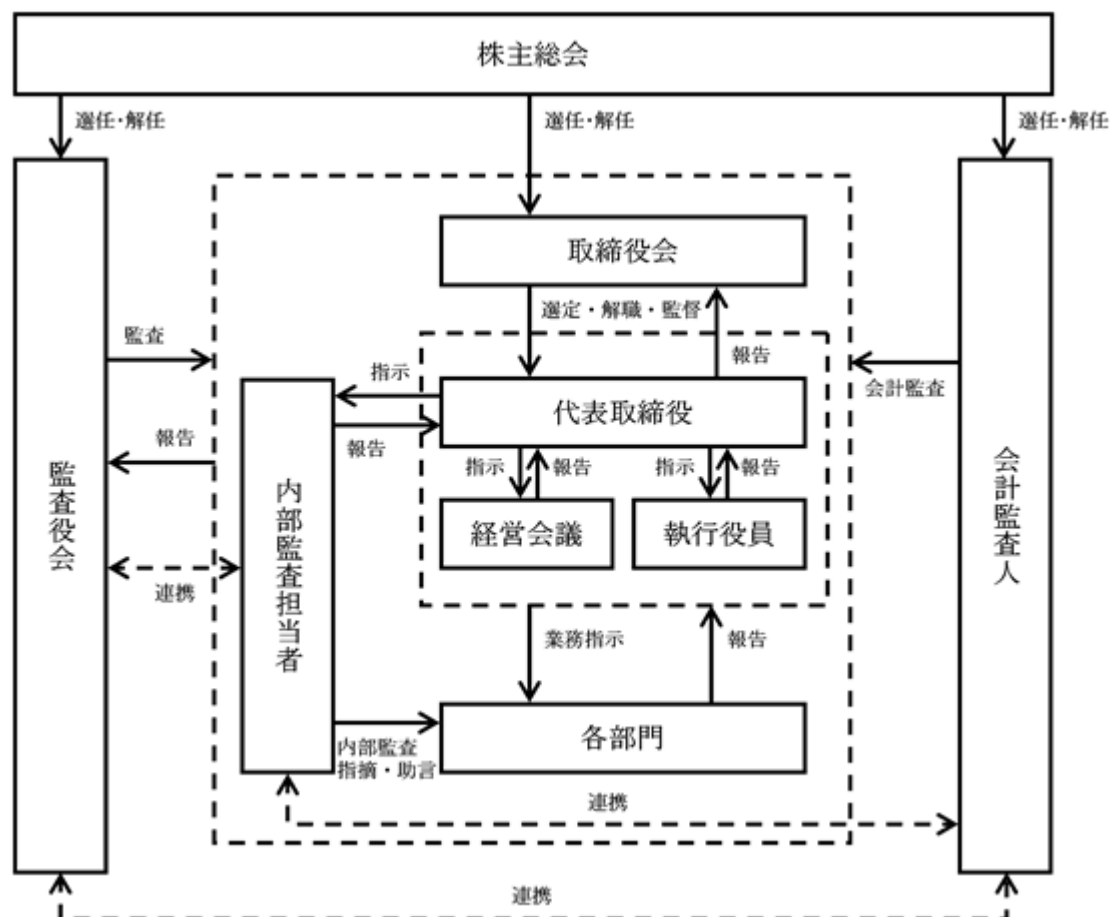 株主総会
選任・解任
選任・解任
選任・解任
取締役会
選定・解職・監督
監査
報告
会計監査
指示
代表取締役
報告
報告
指示
報告
指示
報告
監査役会
内部監査担当者
経営会議
執行役員
会計監査人
連携
業務指示
報告
各部門
内部監査
指摘・助言
連携
連携